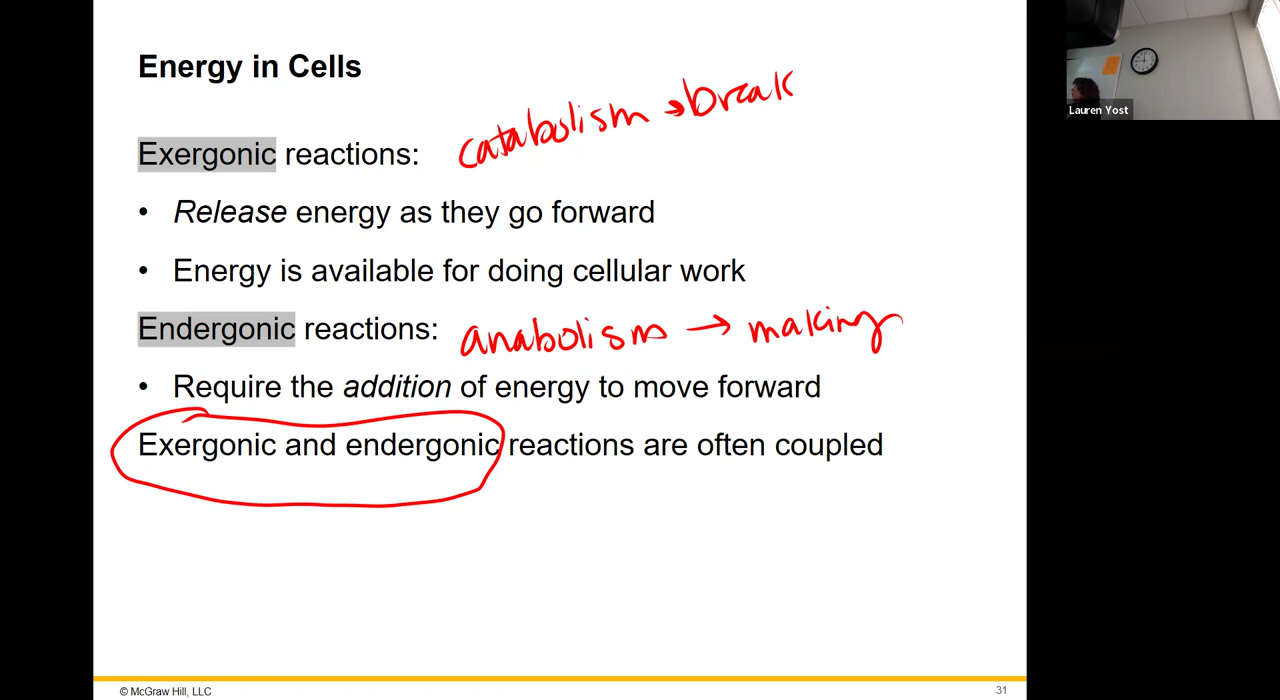 Energy in Cells
catabolism → break
Exergonic reactions:
• Release energy as they go forward
• Energy is available for doing cellular work
Endergonic reactions: anabolism → making
• Require the addition of energy to move forward
Exergonic and endergonic reactions are often coupled
© McGraw Hill, LLC
31
Lauren Yost